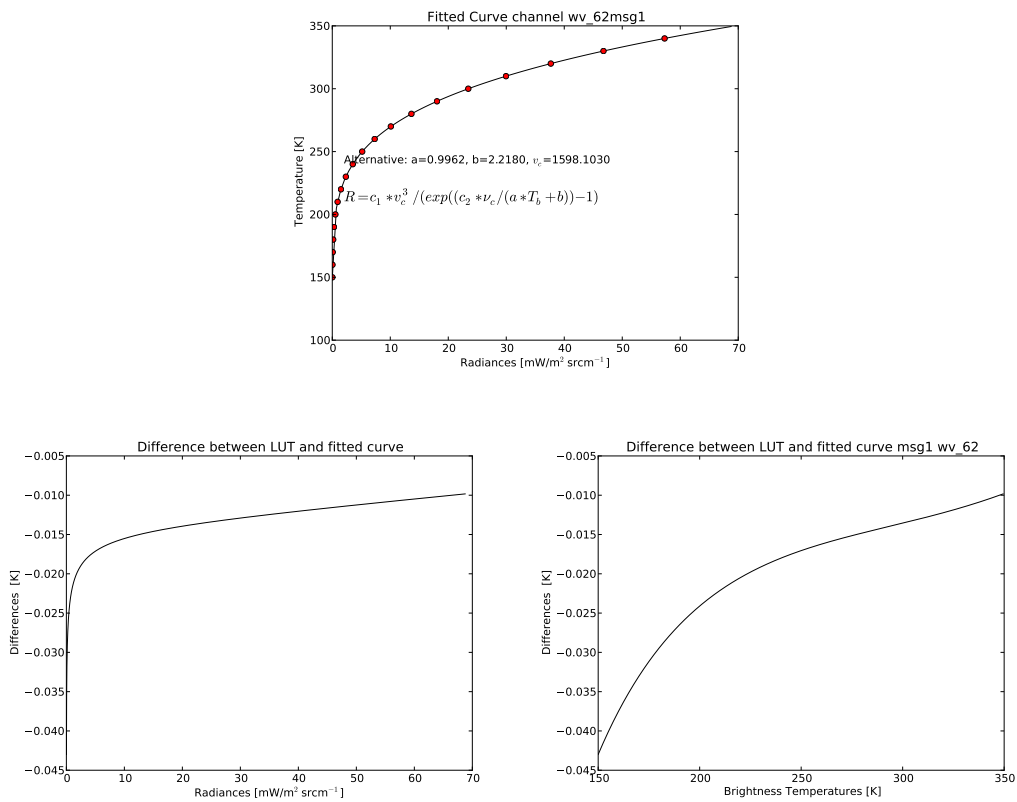 Fitted Curve channel wv_62msg1
350
300
250
200
150
100
Temperature [K]
Alternative: a=0.9962, b=2.2180, v_c=1598.1030
R=c_1*v_c^3/(exp((c_2*ν_c/(a*T_b+b))−1)
0 10 20 30 40 50 60 70
Radiances [mW/m² srcm⁻¹]
Difference between LUT and fitted curve
−0.005
−0.010
−0.015
−0.020
−0.025
−0.030
−0.035
−0.040
−0.045
Differences [K]
0 10 20 30 40 50 60 70
Radiances [mW/m² srcm⁻¹]
Difference between LUT and fitted curve msg1 wv_62
−0.005
−0.010
−0.015
−0.020
−0.025
−0.030
−0.035
−0.040
−0.045
Differences [K]
150 200 250 300 350
Brightness Temperatures [K]